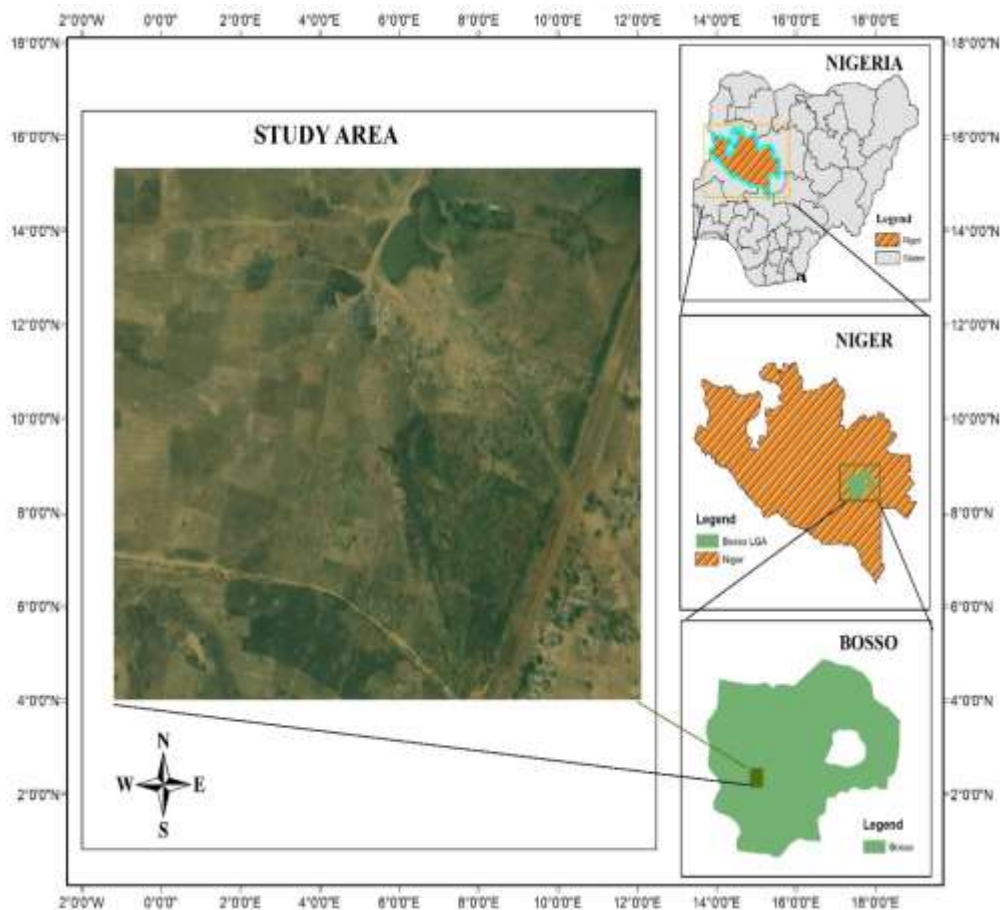 2°0'0"W 0°0'0"E 2°0'0"E 4°0'0"E 6°0'0"E 8°0'0"E 10°0'0"E 12°0'0"E 14°0'0"E 16°0'0"E 18°0'0"E
18°0'0"N 18°0'0"N
16°0'0"N 16°0'0"N
14°0'0"N 14°0'0"N
12°0'0"N 12°0'0"N
10°0'0"N 10°0'0"N
8°0'0"N 8°0'0"N
6°0'0"N 6°0'0"N
4°0'0"N 4°0'0"N
2°0'0"N 2°0'0"N
STUDY AREA
N
W E
S
NIGERIA
Legend
Niger
A
NIGER
Legend
Bosso LGA
Niger
BOSSO
Legend
Bosso
2°0'0"W 0°0'0"E 2°0'0"E 4°0'0"E 6°0'0"E 8°0'0"E 10°0'0"E 12°0'0"E 14°0'0"E 16°0'0"E 18°0'0"E